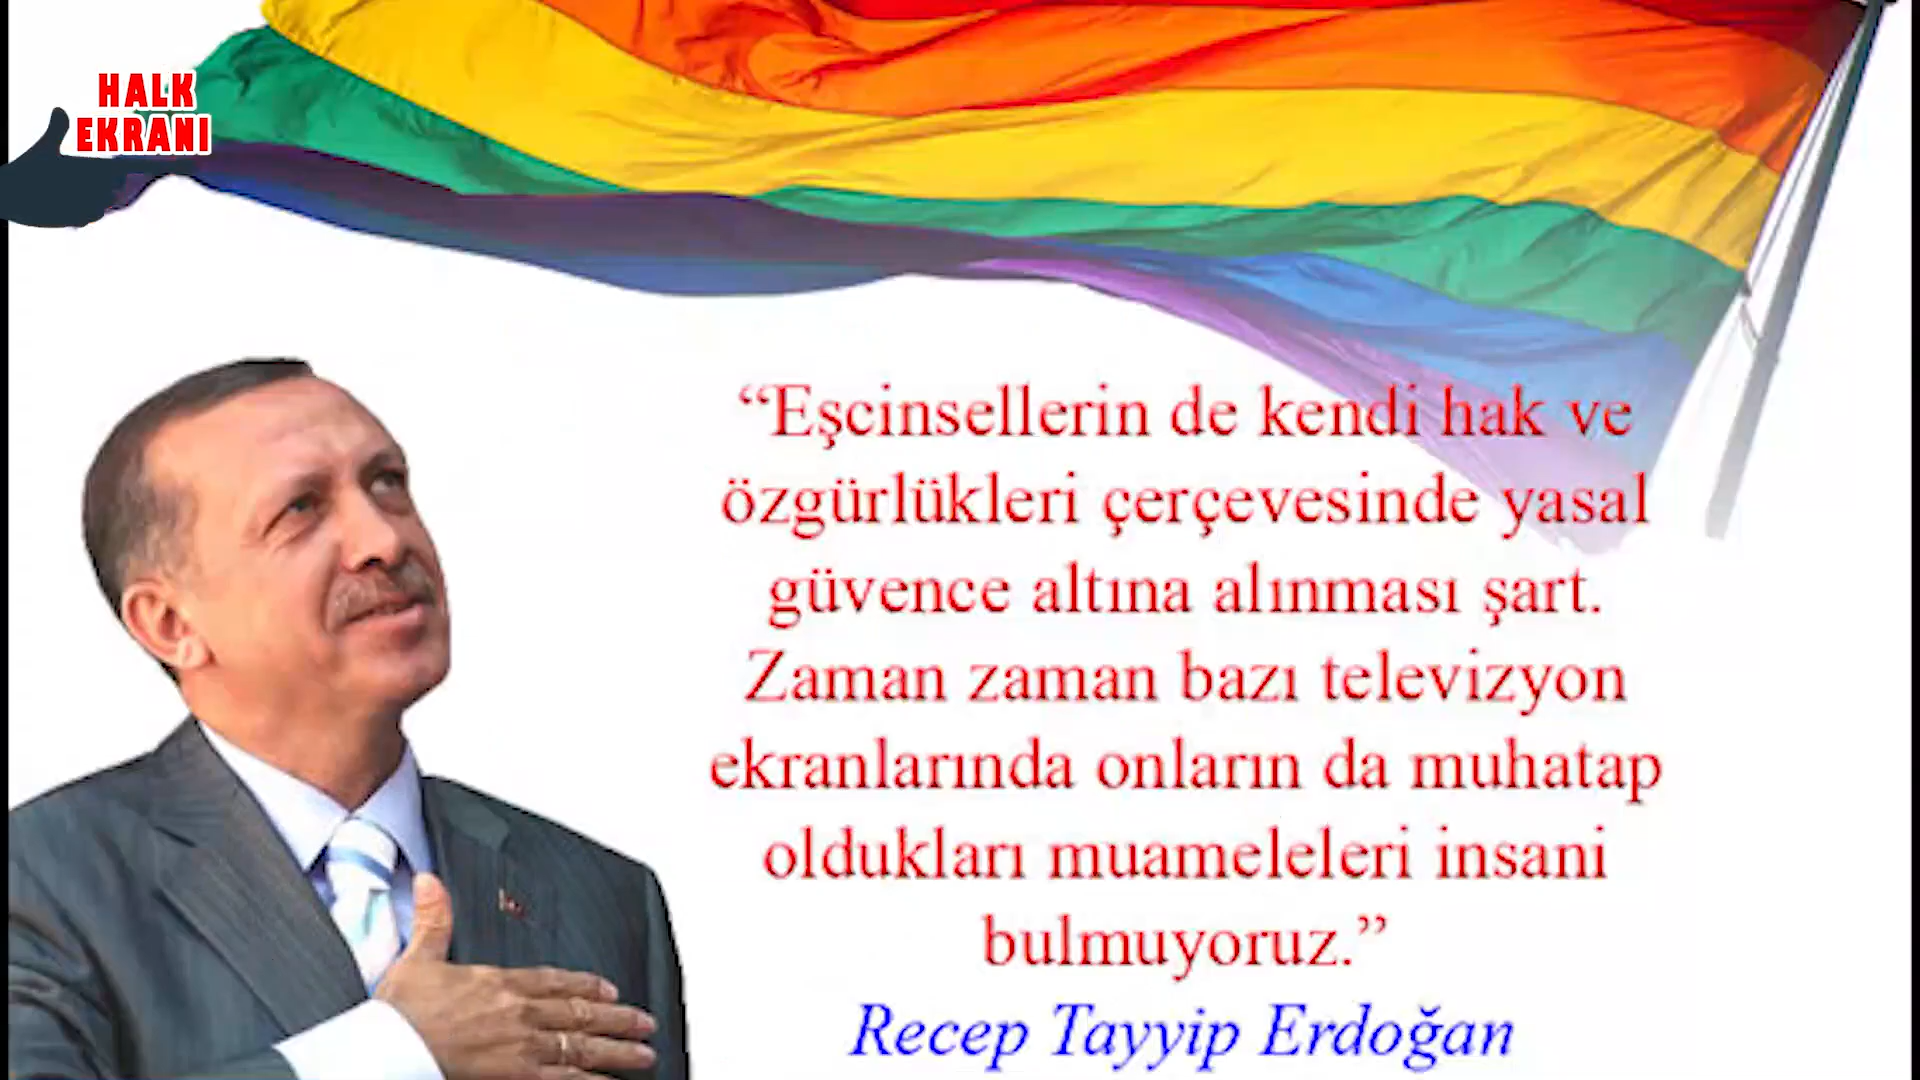 HALK
EKRANI
“Eşcinsellerin de kendi hak ve
özgürlükleri çerçevesinde yasal
güvence altına alınması şart.
Zaman zaman bazı televizyon
ekranlarında onların da muhatap
oldukları muameleleri insani
bulmuyoruz.”
Recep Tayyip Erdoğan